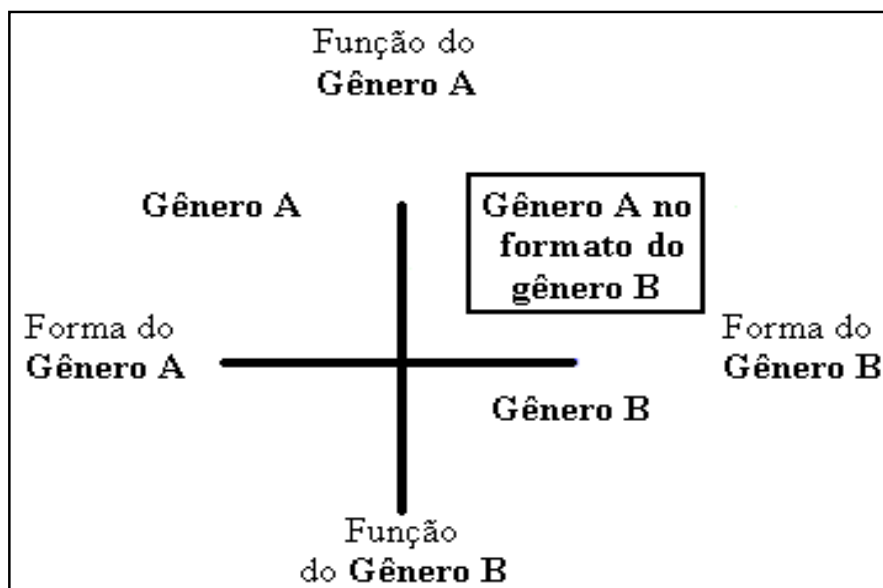 Função do
Gênero A
Gênero A
Gênero A no
formato do
gênero B
Forma do
Gênero A
Forma do
Gênero B
Gênero B
Função
do Gênero B